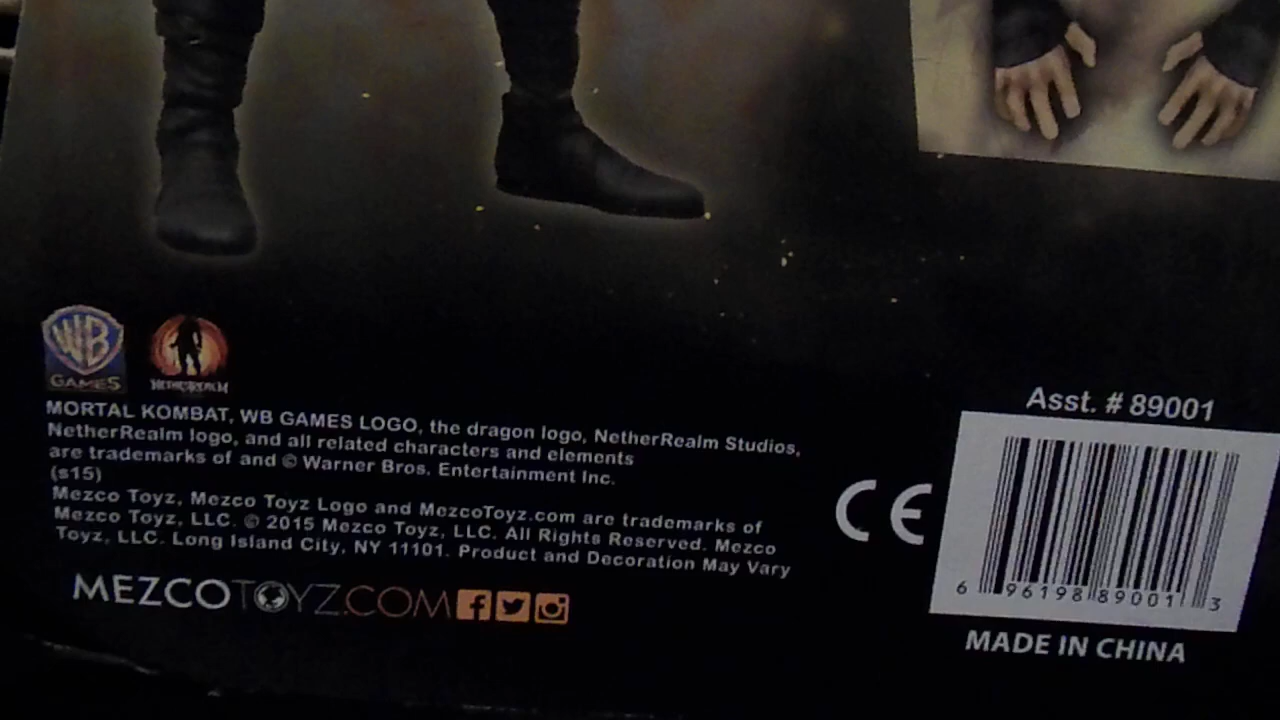 WB
GAMES
NETHERREALM
MORTAL KOMBAT, WB GAMES LOGO, the dragon logo, NetherRealm Studios,
NetherRealm logo, and all related characters and elements
are trademarks of and © Warner Bros. Entertainment Inc.
(s15)
Mezco Toyz, Mezco Toyz Logo and MezcoToyz.com are trademarks of
Mezco Toyz, LLC. © 2015 Mezco Toyz, LLC. All Rights Reserved. Mezco
Toyz, LLC. Long Island City, NY 11101. Product and Decoration May Vary
MEZCOTOYZ.COM
CE
Asst. # 89001
6 96198 89001 3
MADE IN CHINA